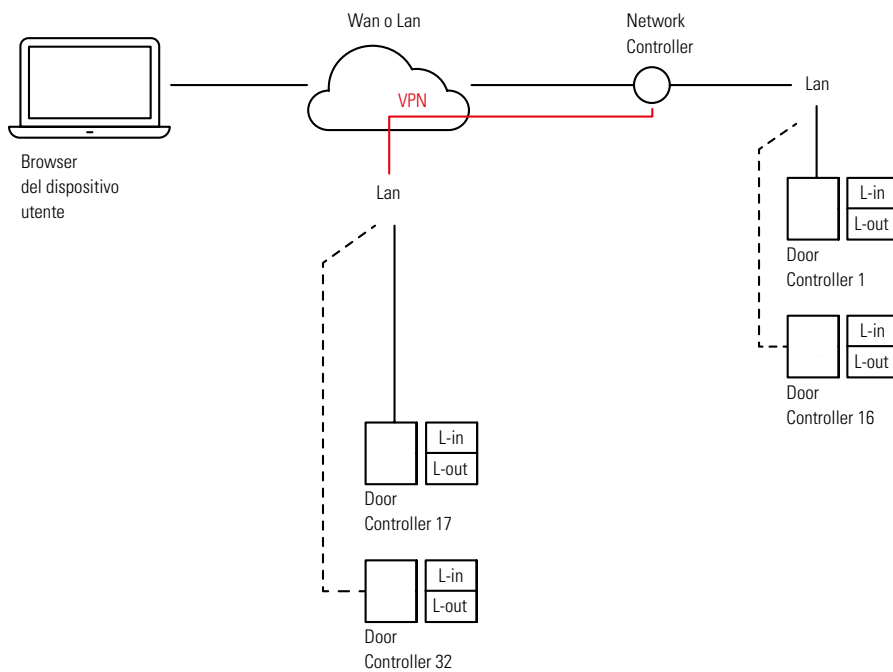 Wan o Lan
Network
Controller
VPN
Lan
Browser
del dispositivo
utente
Lan
L-in
L-out
Door
Controller 1
L-in
L-out
Door
Controller 16
L-in
L-out
Door
Controller 17
L-in
L-out
Door
Controller 32